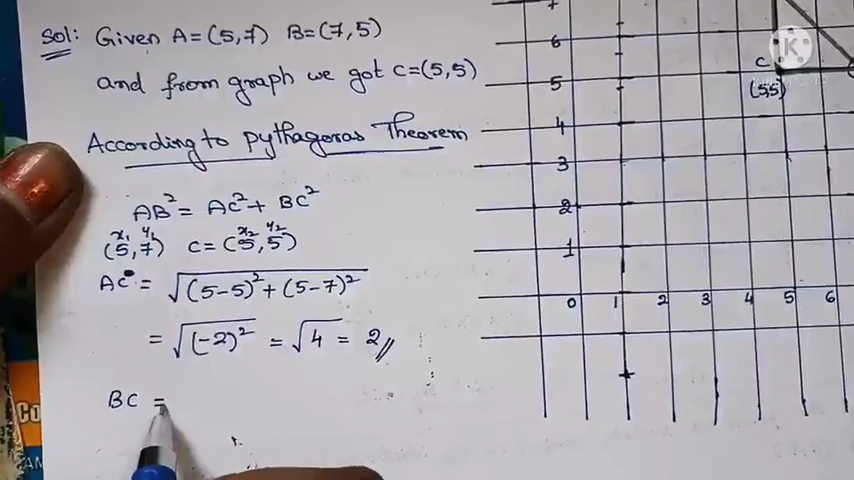 Sol: Given A=(5,7) B=(7,5)
and from graph we got C=(5,5)
According to pythagoras Theorem
AB² = AC² + BC²
x₁ y₁ x₂ y₂
(5,7) C=(5,5)
AC = √(5-5)²+(5-7)²
= √(-2)² = √4 = 2//
BC =
6
5
4
3
2
1
0 1 2 3 4 5 6
C
(5,5)
K